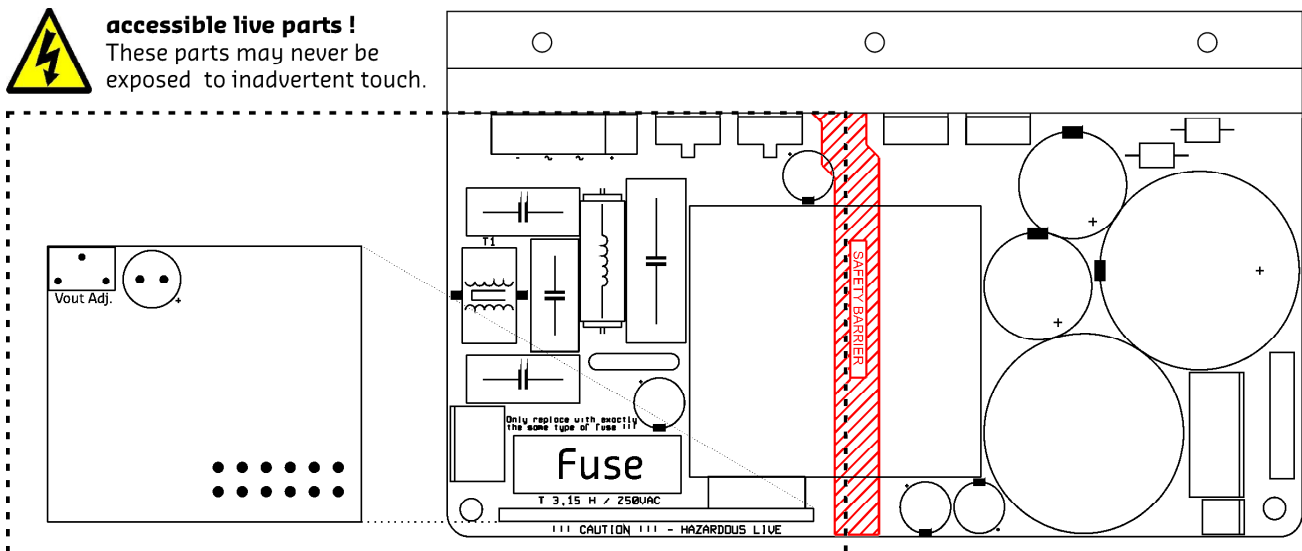 accessible live parts !
These parts may never be
exposed to inadvertent touch.
- ~ ~ +
T1
Vout Adj.
+
SAFETY BARRIER
+
+
+
Only replace with exactly
the same type of fuse !!!
Fuse
T 3,15 H / 250VAC
!!! CAUTION !!! - HAZARDOUS LIVE